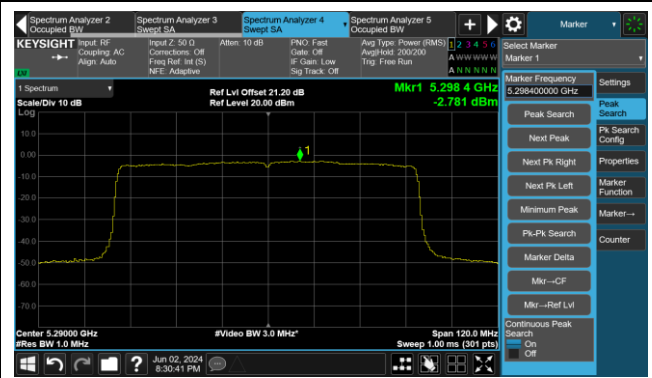 Spectrum Analyzer 2
Occupied BW
Spectrum Analyzer 3
Swept SA
Spectrum Analyzer 4
Swept SA
Spectrum Analyzer 5
Occupied BW
Marker
KEYSIGHT
Input: RF
Coupling: AC
Align: Auto
Input Z: 50 Ω
Corrections: Off
Freq Ref: Int (S)
NFE: Adaptive
Atten: 10 dB
PNO: Fast
Gate: Off
IF Gain: Low
Sig Track: Off
Avg Type: Power (RMS)
Avg|Hold: 200/200
Trig: Free Run
1 2 3 4 5 6
A W W W W W
A N N N N N
LXI
Select Marker
Marker 1
1 Spectrum
Scale/Div 10 dB
Log
Ref Lvl Offset 21.20 dB
Ref Level 20.00 dBm
Mkr1 5.298 4 GHz
-2.781 dBm
10.0
0.00
-10.0
-20.0
-30.0
-40.0
-50.0
-60.0
-70.0
1
Center 5.29000 GHz
#Res BW 1.0 MHz
#Video BW 3.0 MHz*
Span 120.0 MHz
Sweep 1.00 ms (301 pts)
Marker Frequency
5.298400000 GHz
Peak Search
Next Peak
Next Pk Right
Next Pk Left
Minimum Peak
Pk-Pk Search
Marker Delta
Mkr→CF
Mkr→Ref Lvl
Continuous Peak
Search
On
Off
Settings
Peak
Search
Pk Search
Config
Properties
Marker
Function
Marker→
Counter
?
Jun 02, 2024
8:30:41 PM